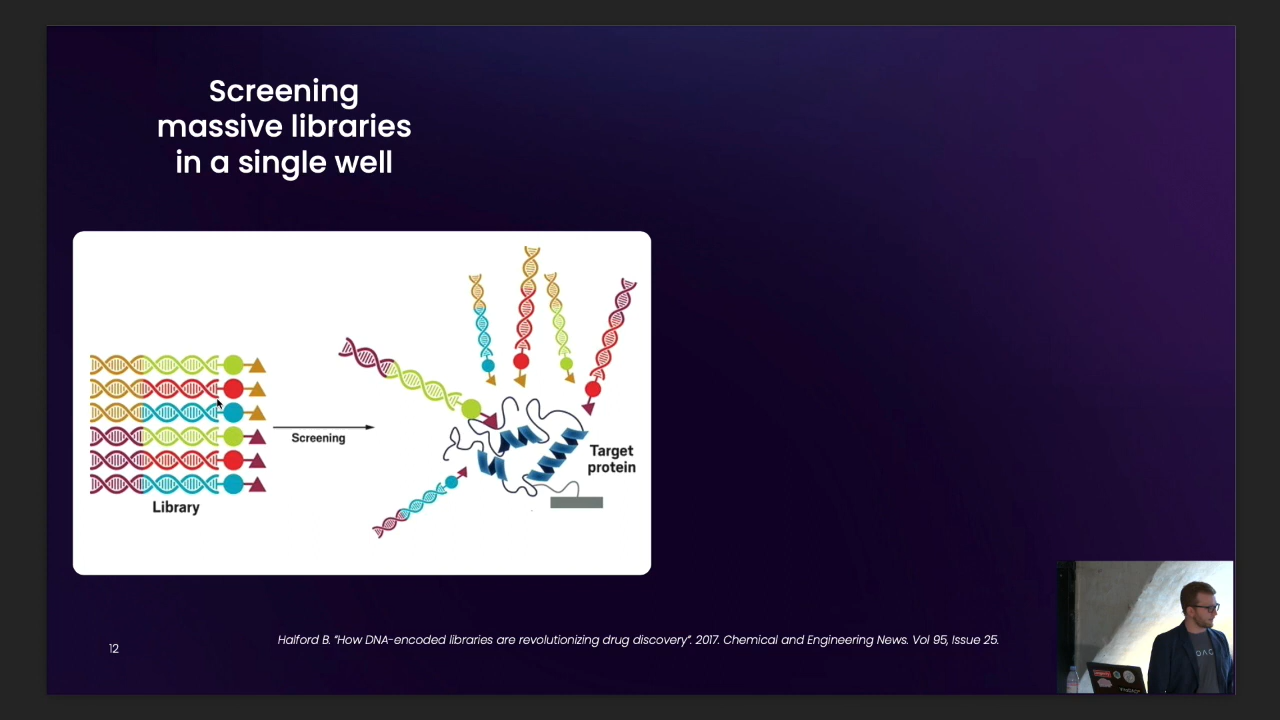 Screening
massive libraries
in a single well
Screening
Library
Target
protein
12
Halford B. “How DNA-encoded libraries are revolutionizing drug discovery”. 2017. Chemical and Engineering News. Vol 95, Issue 25.